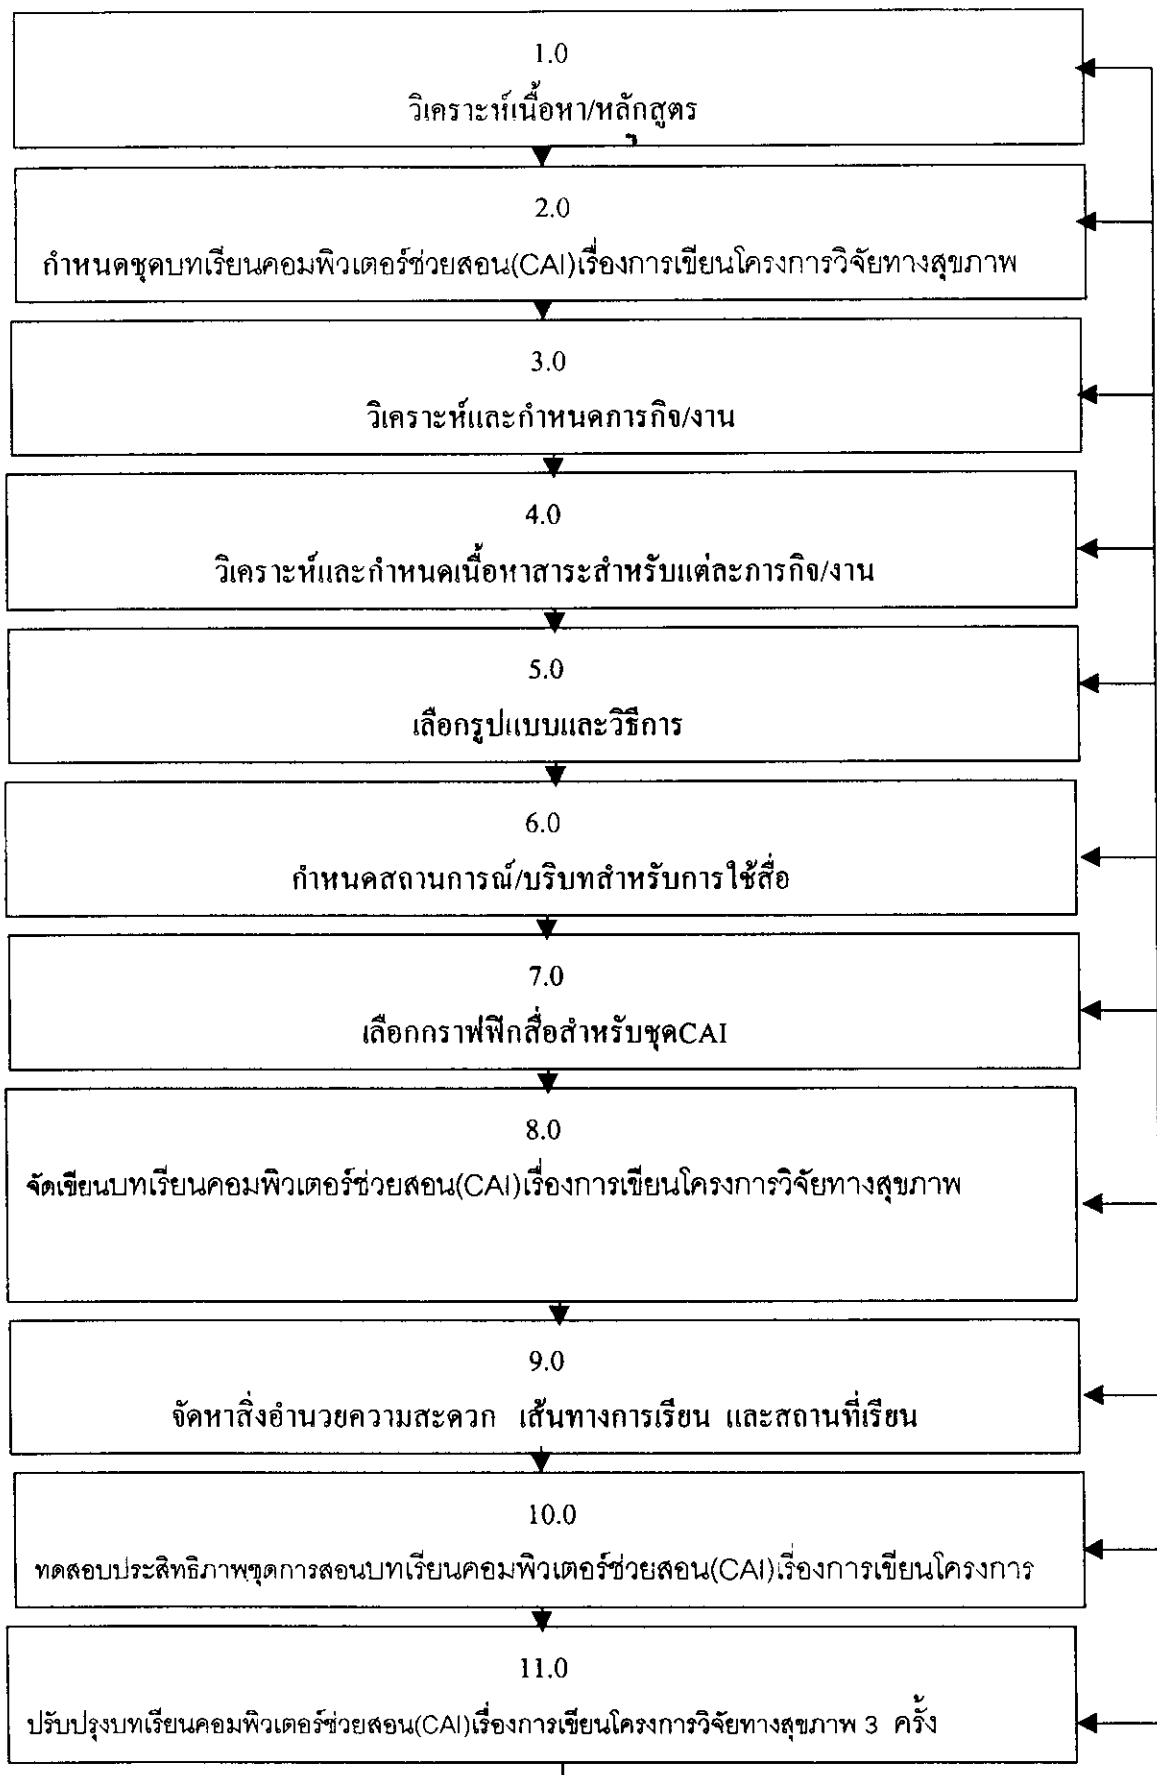 1.0
วิเคราะห์เนื้อหา/หลักสูตร
2.0
กำหนดชุดบทเรียนคอมพิวเตอร์ช่วยสอน(CAI)เรื่องการเขียนโครงการวิจัยทางสุขภาพ
3.0
วิเคราะห์และกำหนดภารกิจ/งาน
4.0
วิเคราะห์และกำหนดเนื้อหาสาระสำหรับแต่ละภารกิจ/งาน
5.0
เลือกรูปแบบและวิธีการ
6.0
กำหนดสถานการณ์/บริบทสำหรับการใช้สื่อ
7.0
เลือกกราฟฟิกสื่อสำหรับชุดCAI
8.0
จัดเขียนบทเรียนคอมพิวเตอร์ช่วยสอน(CAI)เรื่องการเขียนโครงการวิจัยทางสุขภาพ
9.0
จัดหาสิ่งอำนวยความสะดวก เส้นทางการเรียน และสถานที่เรียน
10.0
ทดสอบประสิทธิภาพชุดการสอนบทเรียนคอมพิวเตอร์ช่วยสอน(CAI)เรื่องการเขียนโครงการ
11.0
ปรับปรุงบทเรียนคอมพิวเตอร์ช่วยสอน(CAI)เรื่องการเขียนโครงการวิจัยทางสุขภาพ 3 ครั้ง